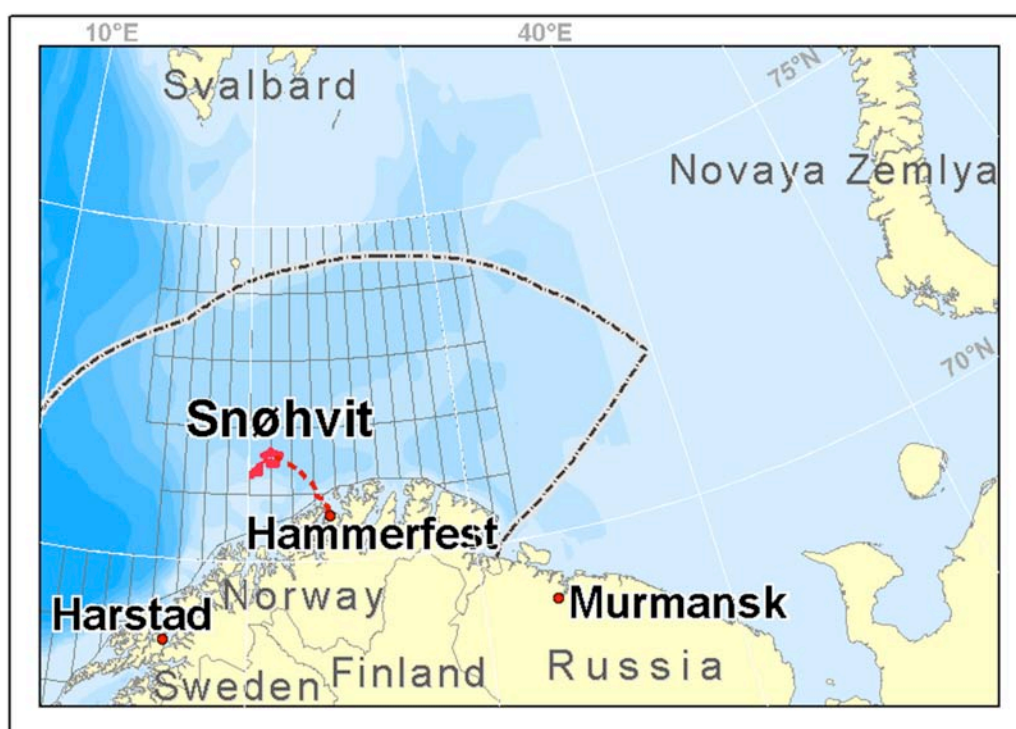 10°E
40°E
Svalbard
75°N
Novaya Zemlya
70°N
Snøhvit
Hammerfest
Norway
Murmansk
Harstad
Finland
Russia
Sweden